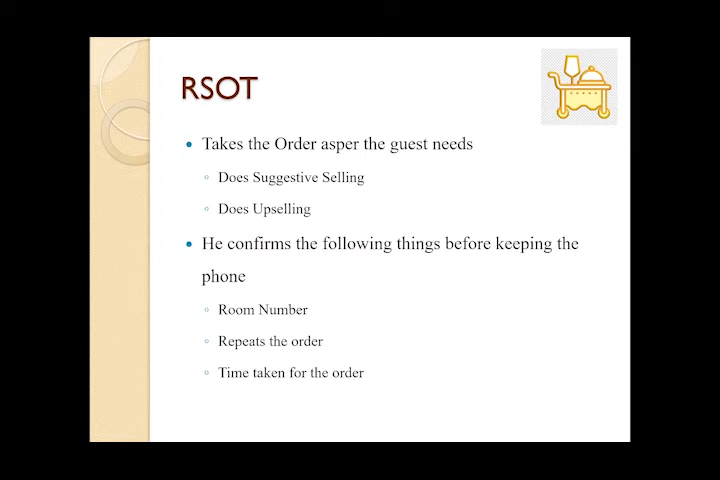 RSOT
Takes the Order asper the guest needs
Does Suggestive Selling
Does Upselling
He confirms the following things before keeping the
phone
Room Number
Repeats the order
Time taken for the order